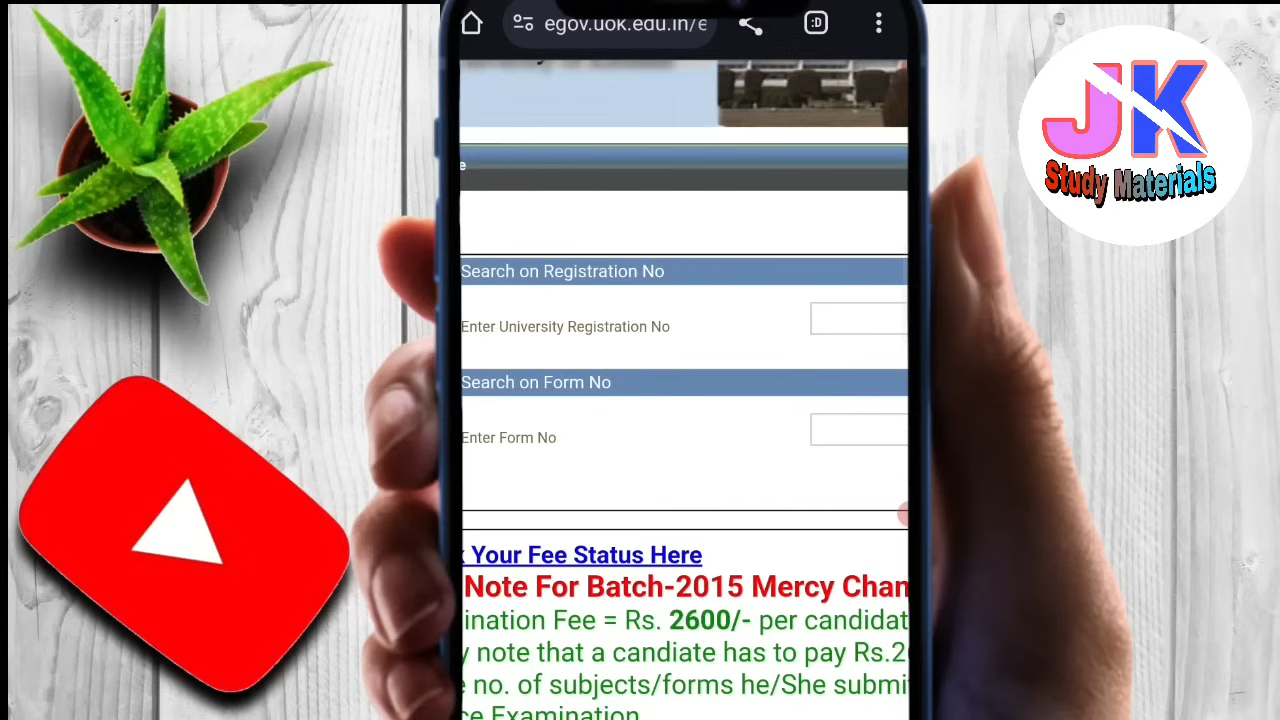 egov.uok.edu.in/e
:D
JK
Study Materials
e
Search on Registration No
Enter University Registration No
Search on Form No
Enter Form No
k Your Fee Status Here
Note For Batch-2015 Mercy Chan
ination Fee = Rs. 2600/- per candidat
y note that a candiate has to pay Rs.2
e no. of subjects/forms he/She submi
ce Examination